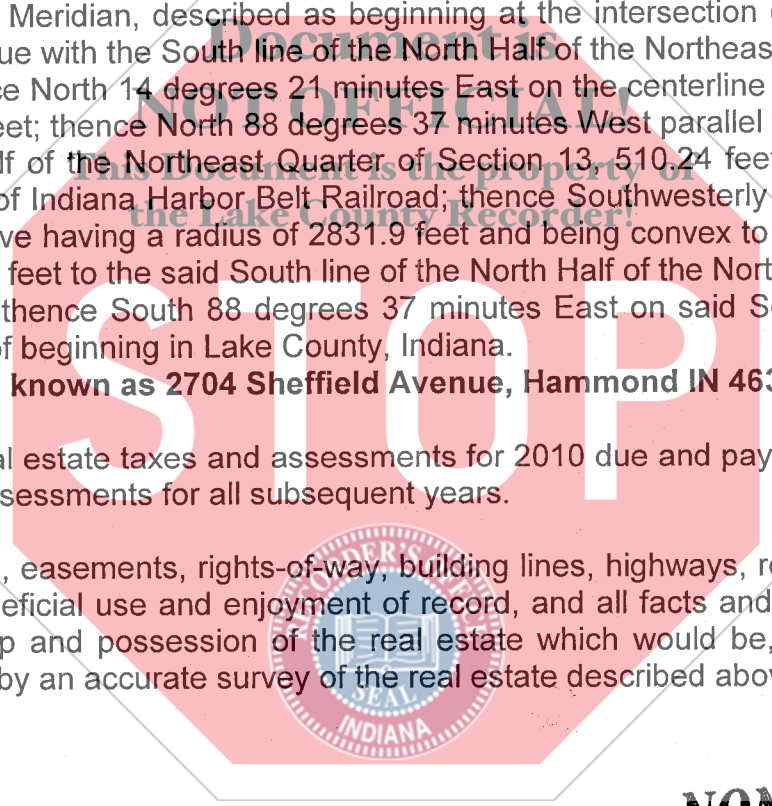 Meridian, described as beginning at the intersection
Document is
ue with the South line of the North Half of the Northeas
ce North 14 degrees 21 minutes East on the centerline
NOT OFFICIAL!
eet; thence North 88 degrees 37 minutes West parallel
lf of the Northeast Quarter of Section 13, 510.24 feet
This Document is the property of
of Indiana Harbor Belt Railroad; thence Southwesterly
the Lake County Recorder!
ve having a radius of 2831.9 feet and being convex to
feet to the said South line of the North Half of the Nort
thence South 88 degrees 37 minutes East on said S
of beginning in Lake County, Indiana.
STOP
known as 2704 Sheffield Avenue, Hammond IN 463
al estate taxes and assessments for 2010 due and pay
ssessments for all subsequent years.
, easements, rights-of-way, building lines, highways, r
eficial use and enjoyment of record, and all facts and
p and possession of the real estate which would be,
by an accurate survey of the real estate described abov
SEAL
INDIANA